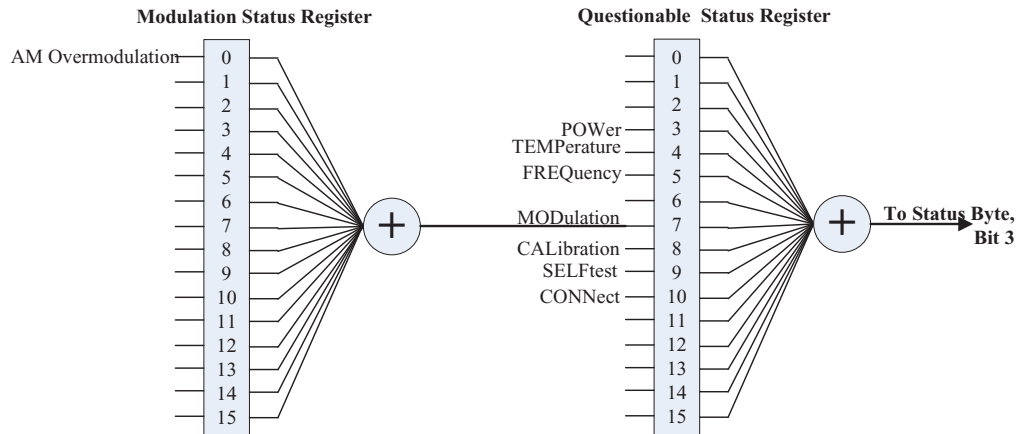 Modulation Status Register
AM Overmodulation
0
1
2
3
4
5
6
7
8
9
10
11
12
13
14
15
+
Questionable Status Register
POWer
TEMPerature
FREQuency
MODulation
CALibration
SELFtest
CONNect
0
1
2
3
4
5
6
7
8
9
10
11
12
13
14
15
+
To Status Byte,
Bit 3